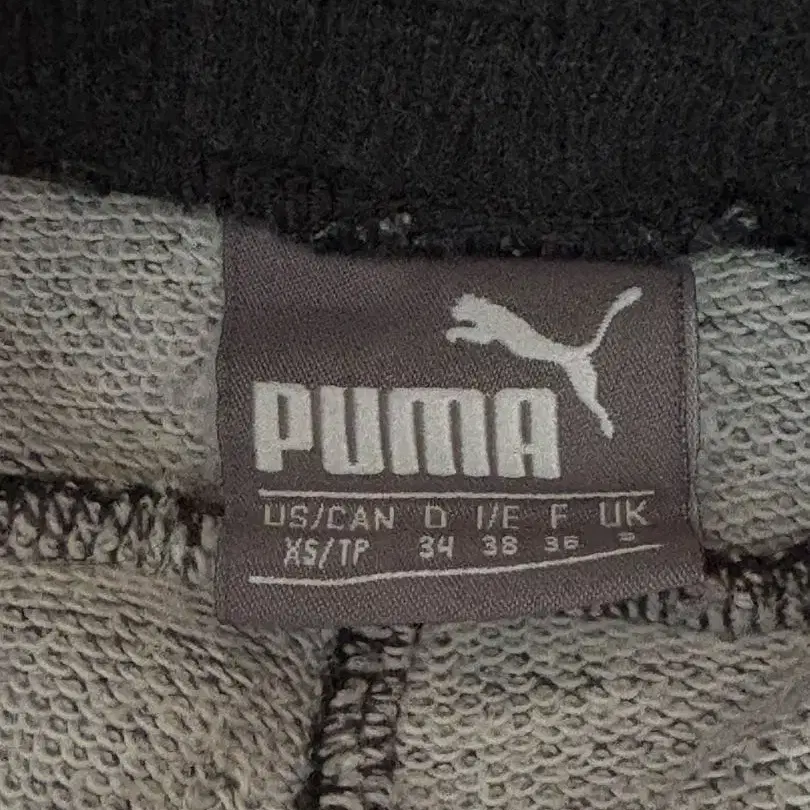 PUMA
US/CAN D I/E F UK
XS/TP 34 38 36